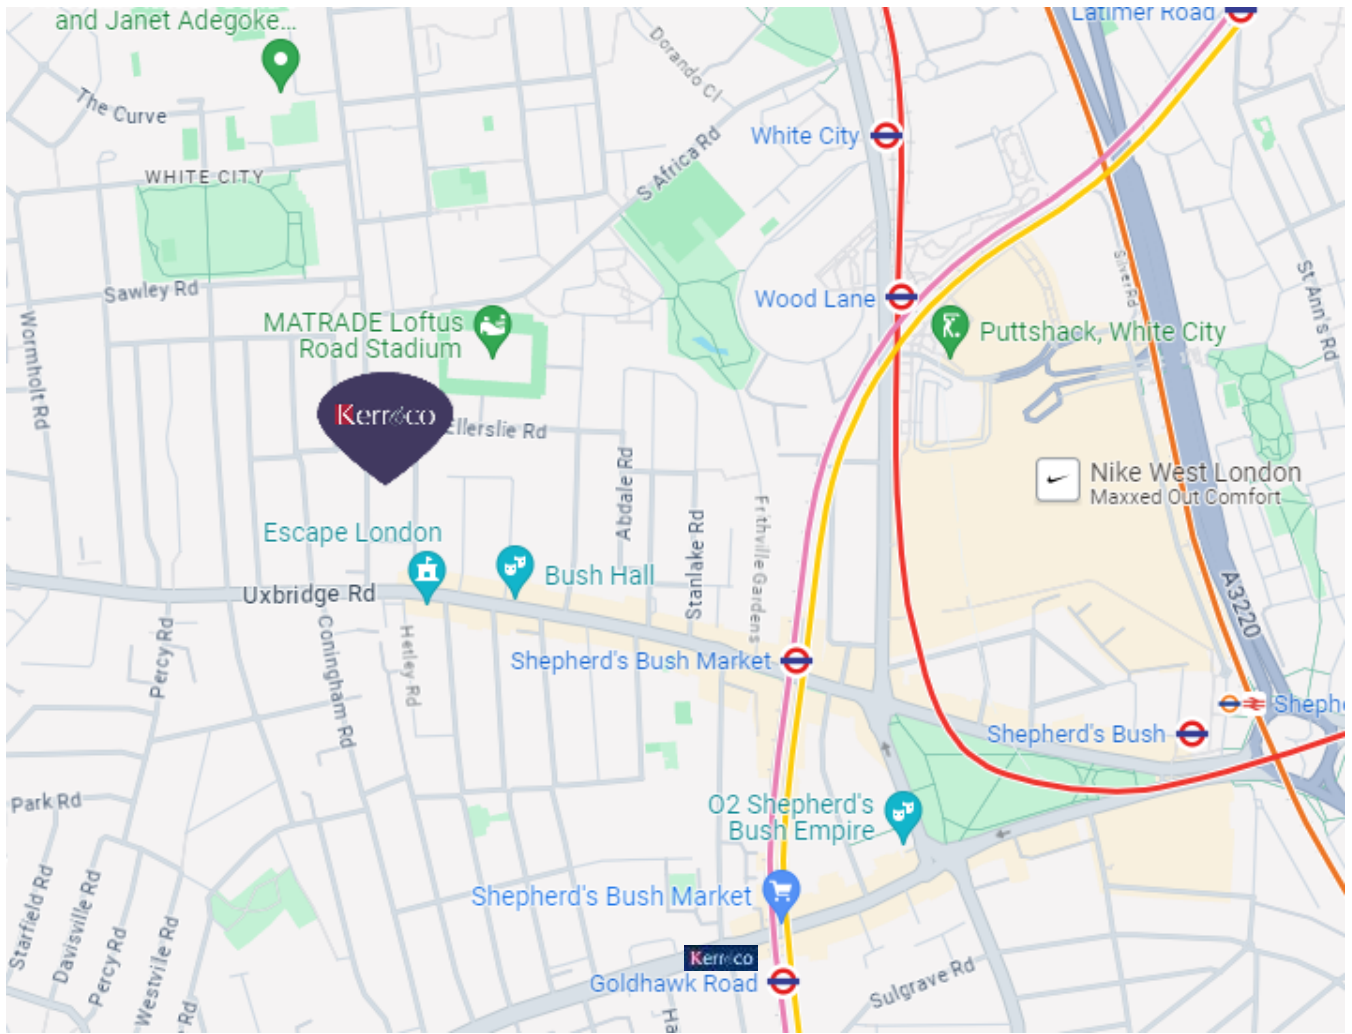 and Janet Adegoke...
Latimer Road
Dorando Cl
The Curve
White City
S Africa Rd
WHITE CITY
Silver Rd
St Ann's Rd
Sawley Rd
Wood Lane
Wormholt Rd
MATRADE Loftus
Road Stadium
Puttshack, White City
Kerr&co
Ellerslie Rd
Abdale Rd
Nike West London
Maxxed Out Comfort
Stanlake Rd
Frithville Gardens
Escape London
Bush Hall
Uxbridge Rd
A3220
Percy Rd
Coningham Rd
Hetley Rd
Shepherd's Bush Market
Shephe
Shepherd's Bush
Park Rd
O2 Shepherd's
Bush Empire
Starfield Rd
Davisville Rd
Percy Rd
Westville Rd
Rd
Shepherd's Bush Market
Kerr&co
Goldhawk Road
Sulgrave Rd
Ha